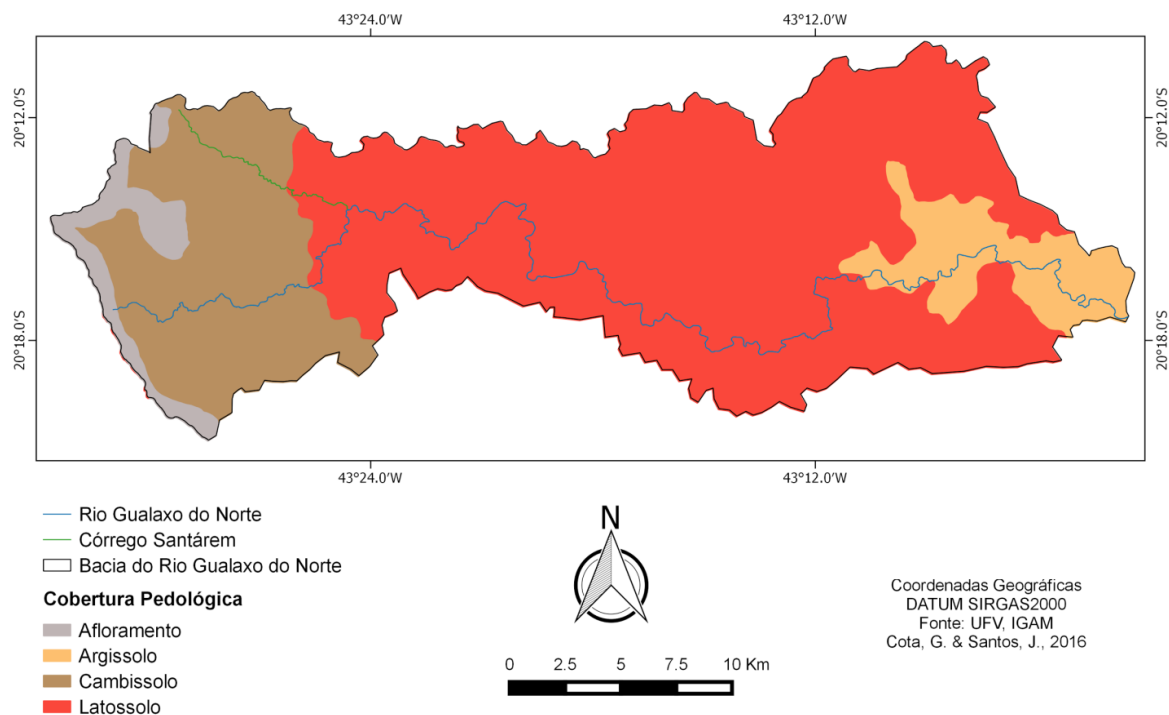 43°24.0'W
43°12.0'W
20°12.0'S
20°12.0'S
20°18.0'S
20°18.0'S
43°24.0'W
43°12.0'W
Rio Gualaxo do Norte
Córrego Santárem
Bacia do Rio Gualaxo do Norte
Cobertura Pedológica
Afloramento
Argissolo
Cambissolo
Latossolo
N
0 2.5 5 7.5 10 Km
Coordenadas Geográficas
DATUM SIRGAS2000
Fonte: UFV, IGAM
Cota, G. & Santos, J., 2016